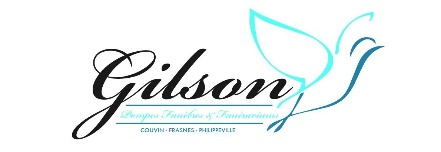 Gilson
Pompes Funèbres & Funérariums
COUVIN - FRASNES - PHILIPPEVILLE